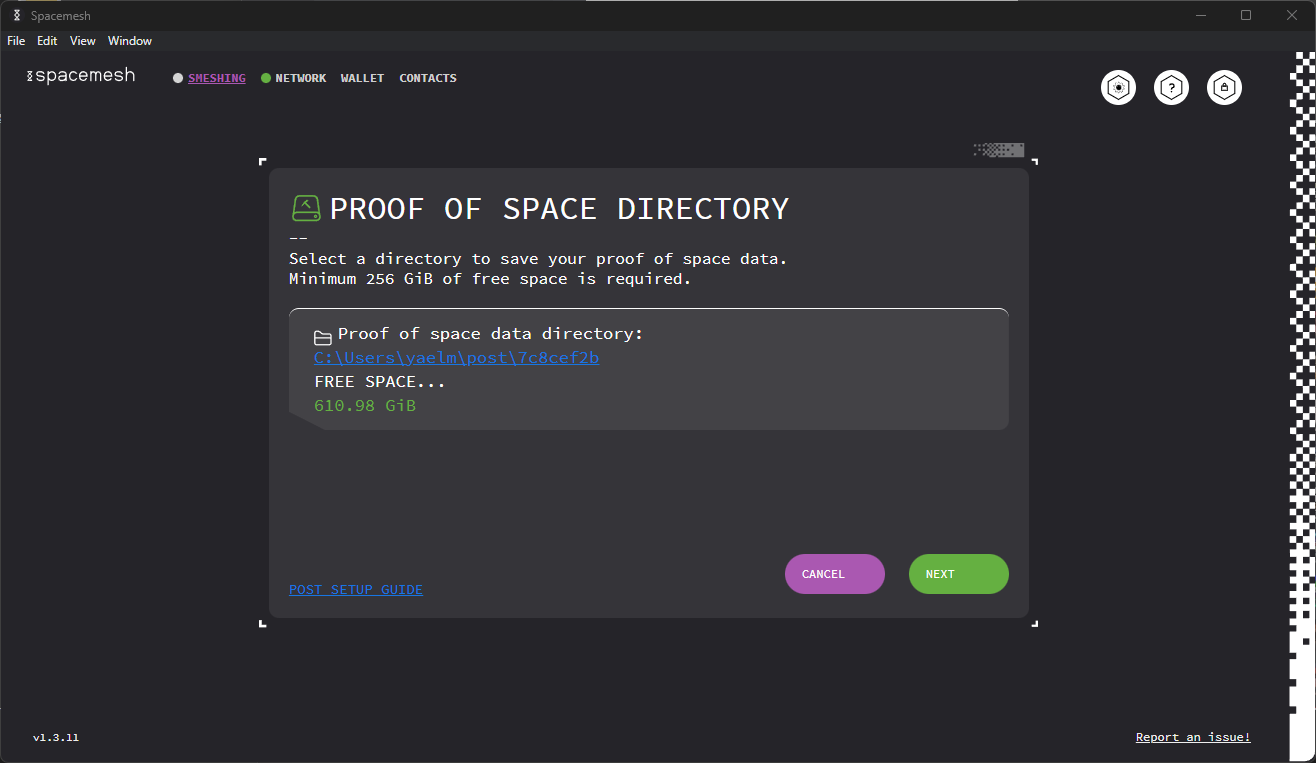 Spacemesh
File Edit View Window
spacemesh
SMESHING NETWORK WALLET CONTACTS
?
PROOF OF SPACE DIRECTORY
--
Select a directory to save your proof of space data.
Minimum 256 GiB of free space is required.
Proof of space data directory:
C:\Users\yaelm\post\7c8cef2b
FREE SPACE...
610.98 GiB
CANCEL
NEXT
POST SETUP GUIDE
v1.3.11
Report an issue!